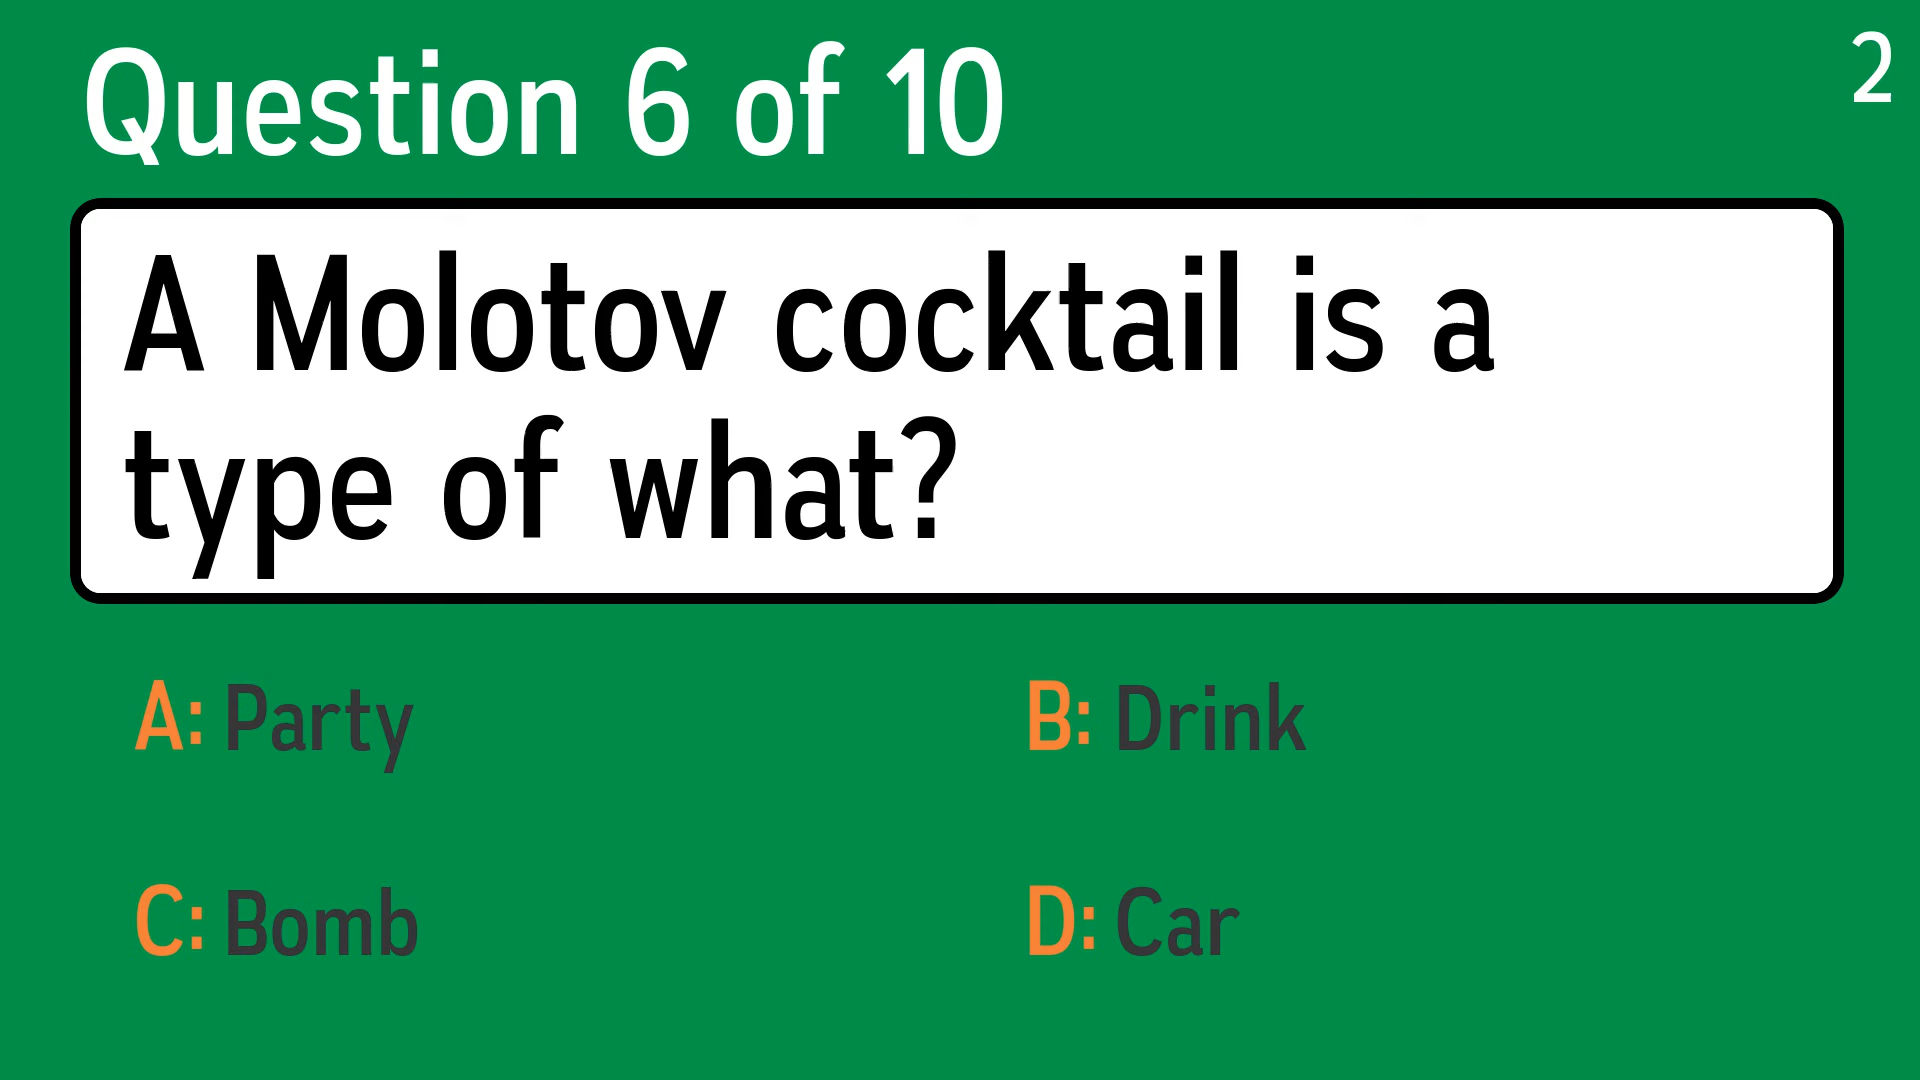 Question 6 of 10
2
A Molotov cocktail is a
type of what?
A: Party
B: Drink
C: Bomb
D: Car